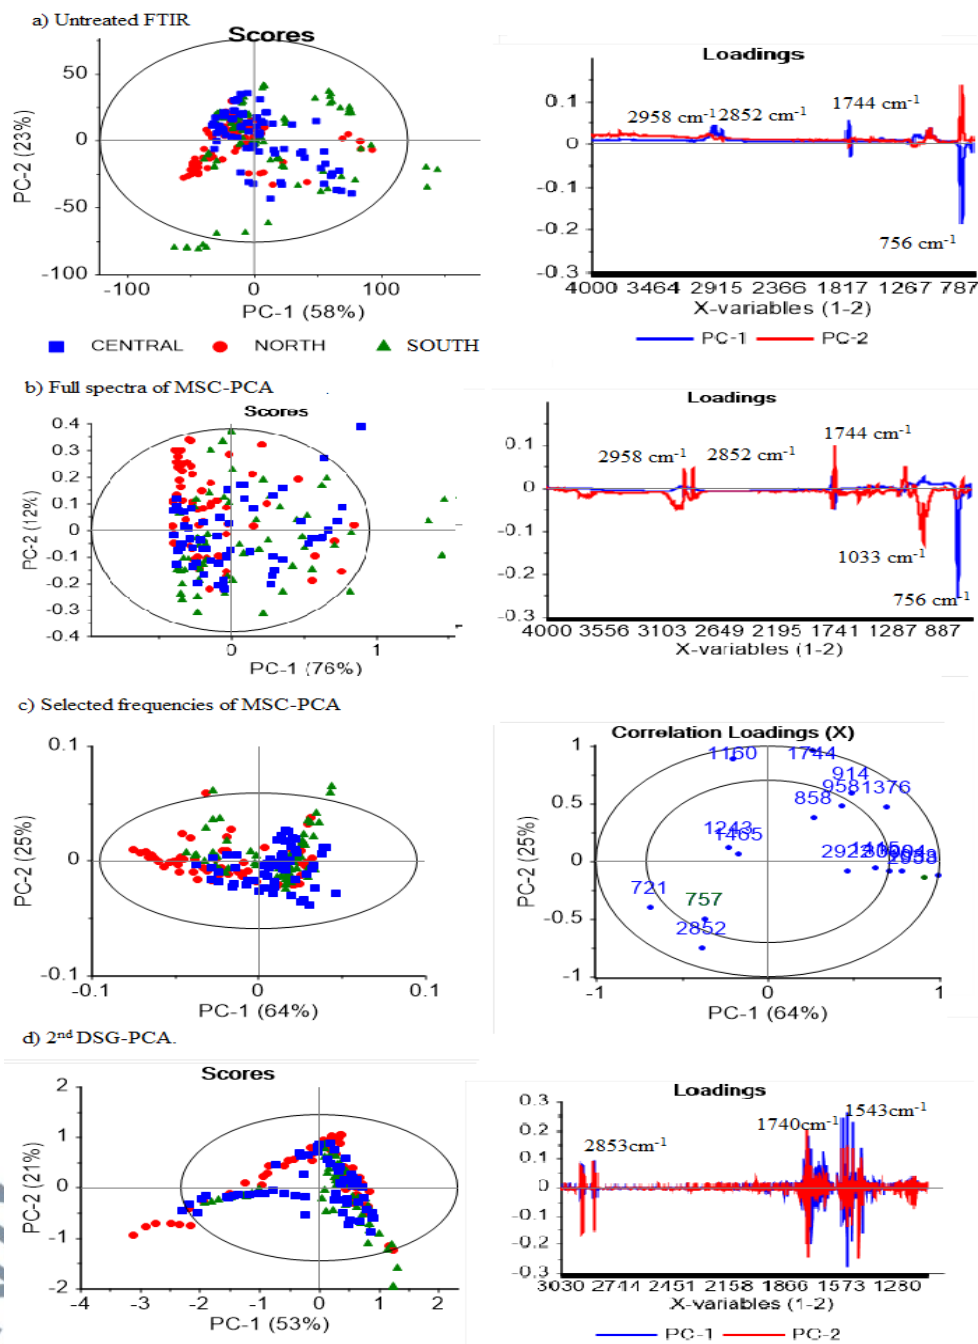 a) Untreated FTIR
Scores
50
0
-50
-100
PC-2 (23%)
-100 0 100
PC-1 (58%)
CENTRAL NORTH SOUTH
Loadings
2958 cm-1 2852 cm-1 1744 cm-1
0.1
0
-0.1
-0.2
-0.3
756 cm-1
4000 3464 2915 2366 1817 1267 787
X-variables (1-2)
PC-1 PC-2
b) Full spectra of MSC-PCA
Scores
0.4
0.3
0.2
0.1
0
-0.1
-0.2
-0.3
-0.4
PC-2 (12%)
0 1
PC-1 (76%)
Loadings
1744 cm-1
2958 cm-1 2852 cm-1
0.1
0
-0.1
-0.2
-0.3
1033 cm-1
756 cm-1
4000 3556 3103 2649 2195 1741 1287 887
X-variables (1-2)
c) Selected frequencies of MSC-PCA
0.1
0
-0.1
PC-2 (25%)
-0.1 0 0.1
PC-1 (64%)
Correlation Loadings (X)
1
0.5
0
-0.5
-1
PC-2 (25%)
1160 1744
914
958 1376
858
1243
1465
721 757
2852
-1 0 1
PC-1 (64%)
d) 2nd DSG-PCA.
Scores
2
1
0
-1
-2
PC-2 (21%)
-4 -3 -2 -1 0 1 2
PC-1 (53%)
Loadings
0.3
0.2
0.1
0
-0.1
-0.2
-0.3
2853cm-1
1740cm-1
1543cm-1
3030 2714 2451 2158 1866 1573 1280
X-variables (1-2)
PC-1 PC-2